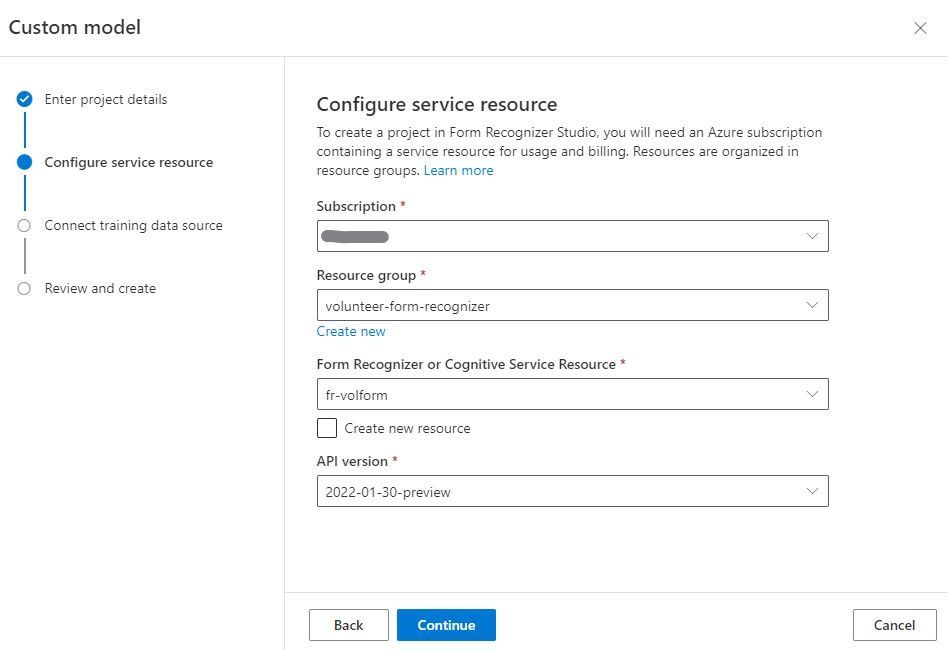 Custom model
Enter project details
Configure service resource
Connect training data source
Review and create
Configure service resource
To create a project in Form Recognizer Studio, you will need an Azure subscription
containing a service resource for usage and billing. Resources are organized in
resource groups. Learn more
Subscription *
Resource group *
volunteer-form-recognizer
Create new
Form Recognizer or Cognitive Service Resource *
fr-volform
Create new resource
API version *
2022-01-30-preview
Back
Continue
Cancel